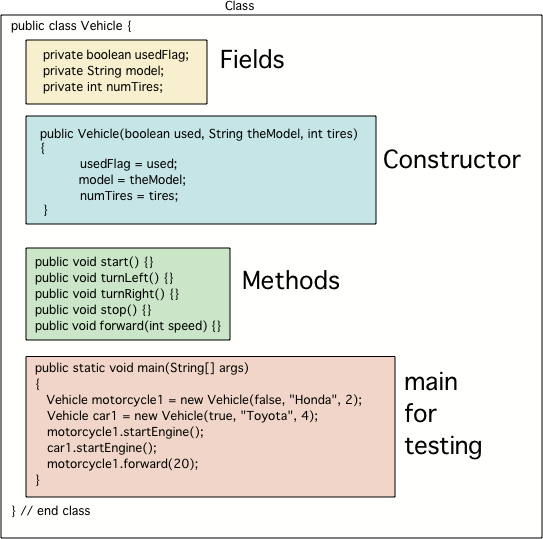 Class
public class Vehicle {
private boolean usedFlag;
private String model;
private int numTires;
Fields
public Vehicle(boolean used, String theModel, int tires)
{
usedFlag = used;
model = theModel;
numTires = tires;
}
Constructor
public void start() {}
public void turnLeft() {}
public void turnRight() {}
public void stop() {}
public void forward(int speed) {}
Methods
public static void main(String[] args)
{
Vehicle motorcycle1 = new Vehicle(false, "Honda", 2);
Vehicle car1 = new Vehicle(true, "Toyota", 4);
motorcycle1.startEngine();
car1.startEngine();
motorcycle1.forward(20);
}
main
for
testing
} // end class